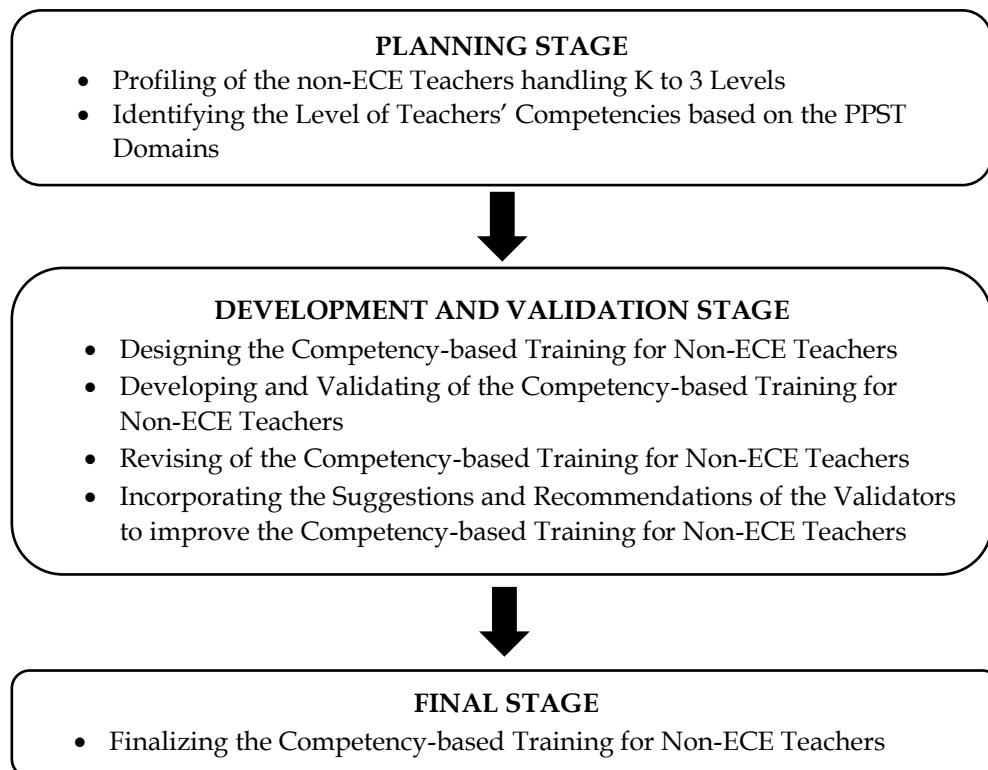 PLANNING STAGE
• Profiling of the non-ECE Teachers handling K to 3 Levels
• Identifying the Level of Teachers’ Competencies based on the PPST
Domains
DEVELOPMENT AND VALIDATION STAGE
• Designing the Competency-based Training for Non-ECE Teachers
• Developing and Validating of the Competency-based Training for
Non-ECE Teachers
• Revising of the Competency-based Training for Non-ECE Teachers
• Incorporating the Suggestions and Recommendations of the Validators
to improve the Competency-based Training for Non-ECE Teachers
FINAL STAGE
• Finalizing the Competency-based Training for Non-ECE Teachers